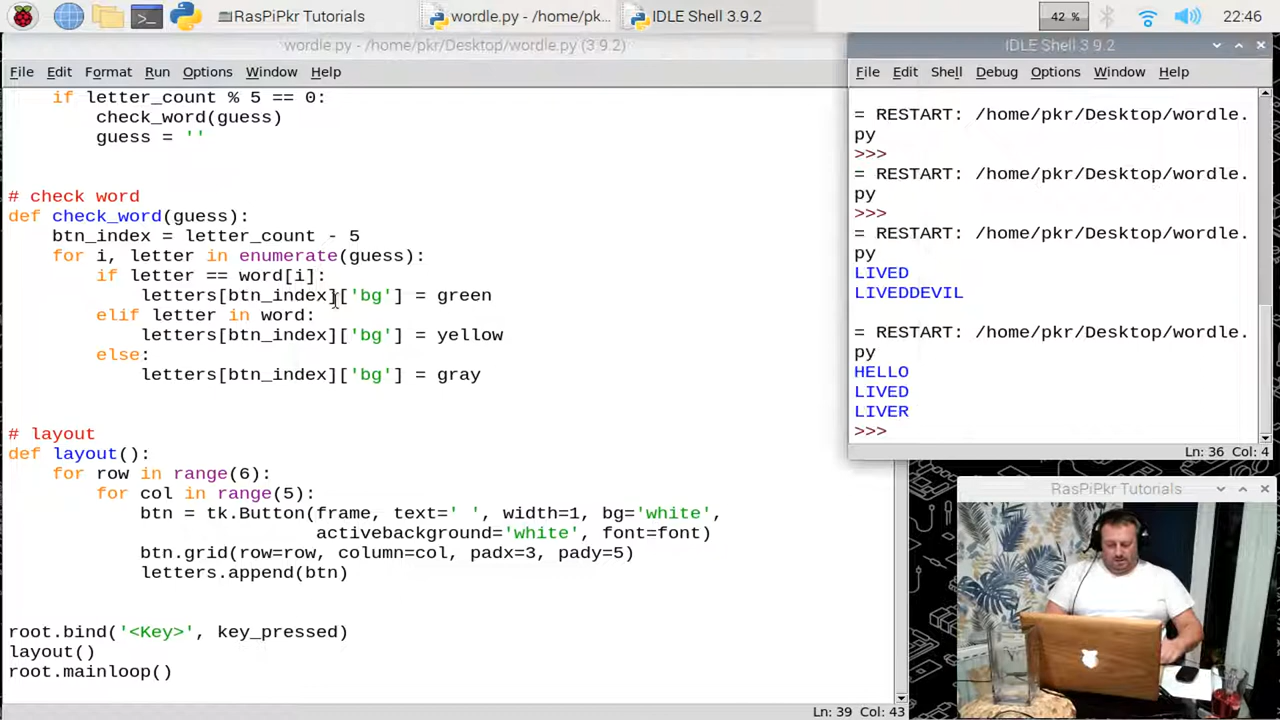 RasPiPkr Tutorials
wordle.py - /home/pk...
IDLE Shell 3.9.2
42 %
22:46
wordle.py - /home/pkr/Desktop/wordle.py (3 9.2)
File Edit Format Run Options Window Help
if letter_count % 5 == 0:
check_word(guess)
guess = ''
# check word
def check_word(guess):
btn_index = letter_count - 5
for i, letter in enumerate(guess):
if letter == word[i]:
letters[btn_index]['bg'] = green
elif letter in word:
letters[btn_index]['bg'] = yellow
else:
letters[btn_index]['bg'] = gray
# layout
def layout():
for row in range(6):
for col in range(5):
btn = tk.Button(frame, text=' ', width=1, bg='white',
activebackground='white', font=font)
btn.grid(row=row, column=col, padx=3, pady=5)
letters.append(btn)
root.bind('<Key>', key_pressed)
layout()
root.mainloop()
Ln: 39 Col: 43
IDLE Shell 3 9.2
File Edit Shell Debug Options Window Help
= RESTART: /home/pkr/Desktop/wordle.
py
>>>
= RESTART: /home/pkr/Desktop/wordle.
py
>>>
= RESTART: /home/pkr/Desktop/wordle.
py
LIVED
LIVEDDEVIL
= RESTART: /home/pkr/Desktop/wordle.
py
HELLO
LIVED
LIVER
>>>
Ln: 36 Col: 4
RasPiPkr Tutorials